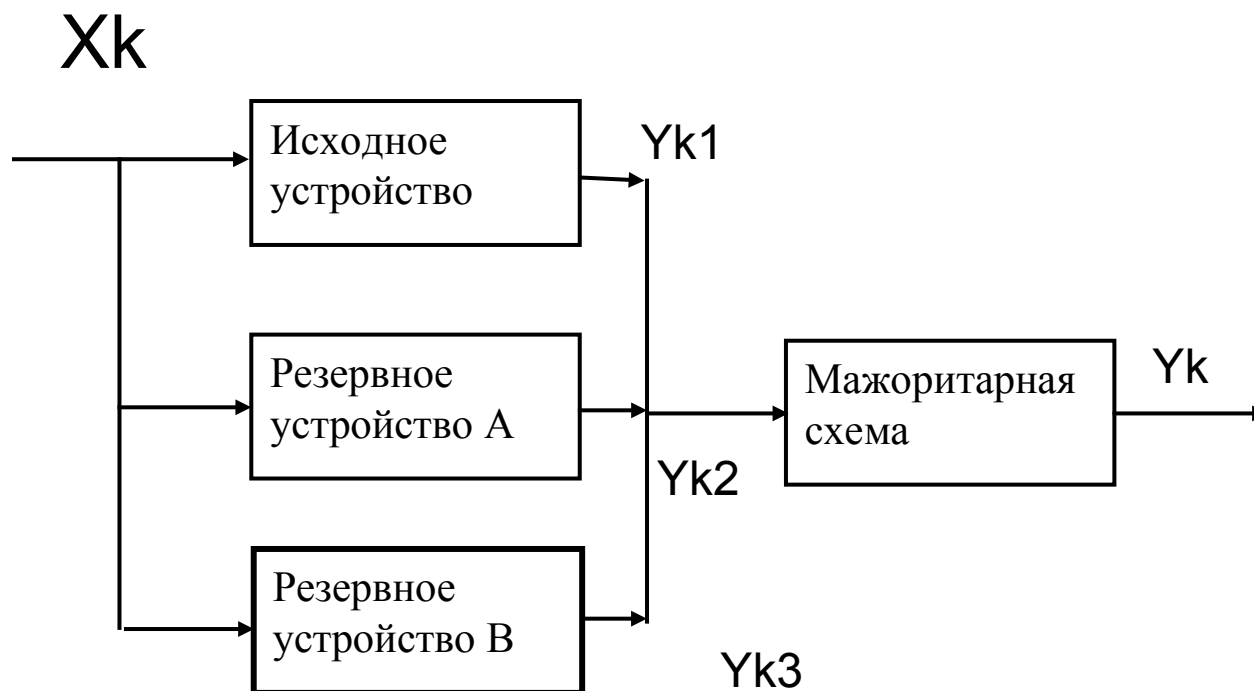 Xk
Исходное
устройство
Yk1
Резервное
устройство А
Yk2
Мажоритарная
схема
Yk
Резервное
устройство В
Yk3